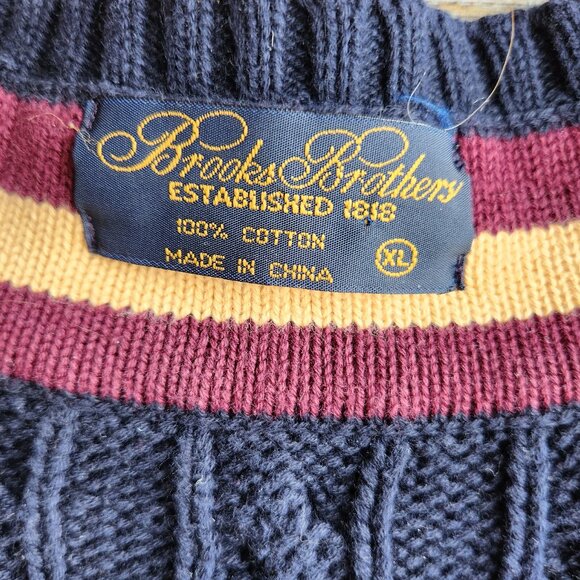 Brooks Brothers
ESTABLISHED 1818
100% COTTON
MADE IN CHINA
XL